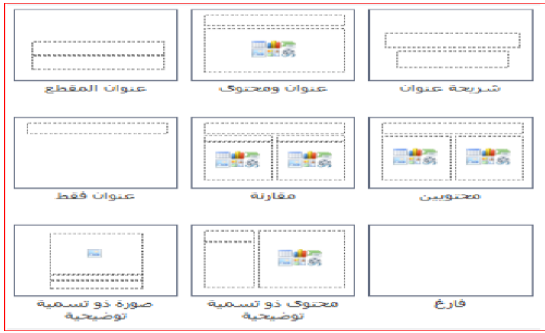 شريحة عنوان
عنوان ومحتوى
عنوان المقطع
محتويين
مقارنة
عنوان فقط
فارغ
محتوى ذو تسمية
توضيحية
صورة ذو تسمية
توضيحية